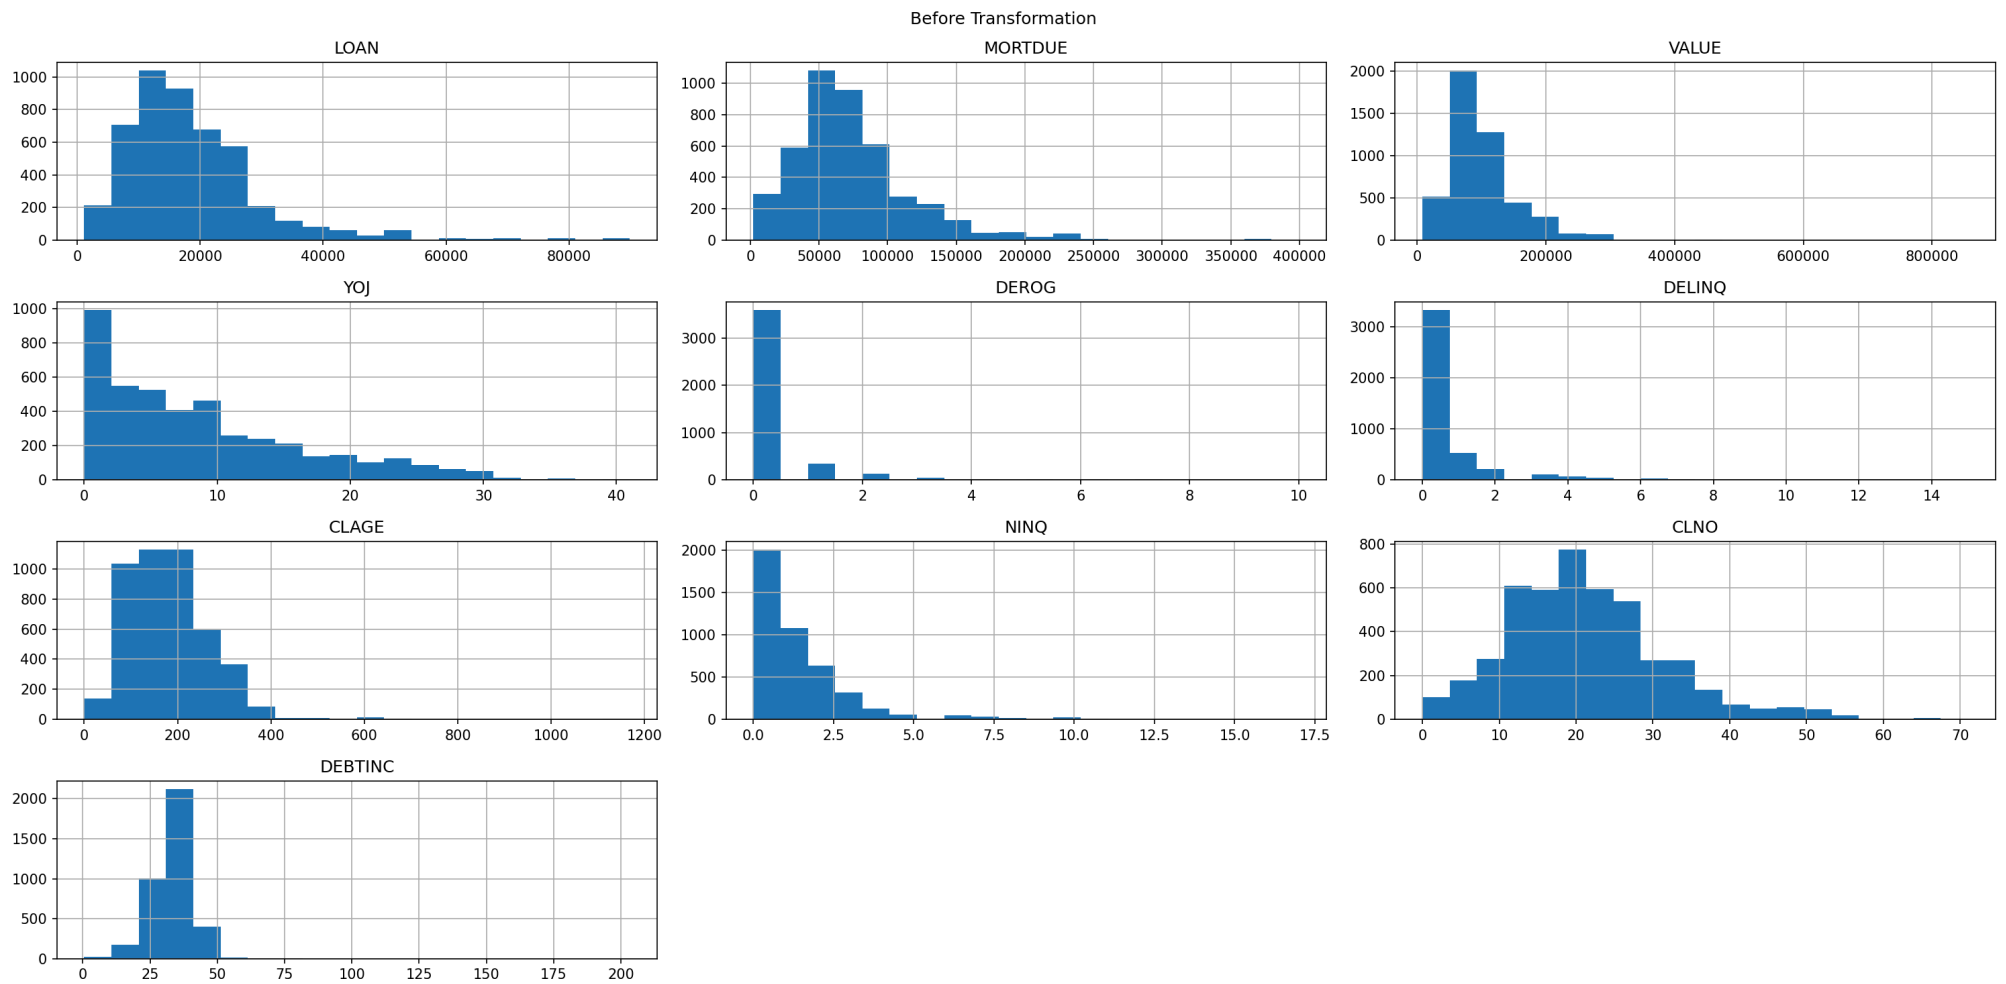 Before Transformation
LOAN
1000
800
600
400
200
0
0 20000 40000 60000 80000
MORTDUE
1000
800
600
400
200
0
0 50000 100000 150000 200000 250000 300000 350000 400000
VALUE
2000
1500
1000
500
0
0 200000 400000 600000 800000
YOJ
1000
800
600
400
200
0
0 10 20 30 40
DEROG
3000
2000
1000
0
0 2 4 6 8 10
DELINQ
3000
2000
1000
0
0 2 4 6 8 10 12 14
CLAGE
1000
800
600
400
200
0
0 200 400 600 800 1000 1200
NINQ
2000
1500
1000
500
0
0.0 2.5 5.0 7.5 10.0 12.5 15.0 17.5
CLNO
800
600
400
200
0
0 10 20 30 40 50 60 70
DEBTINC
2000
1500
1000
500
0
0 25 50 75 100 125 150 175 200